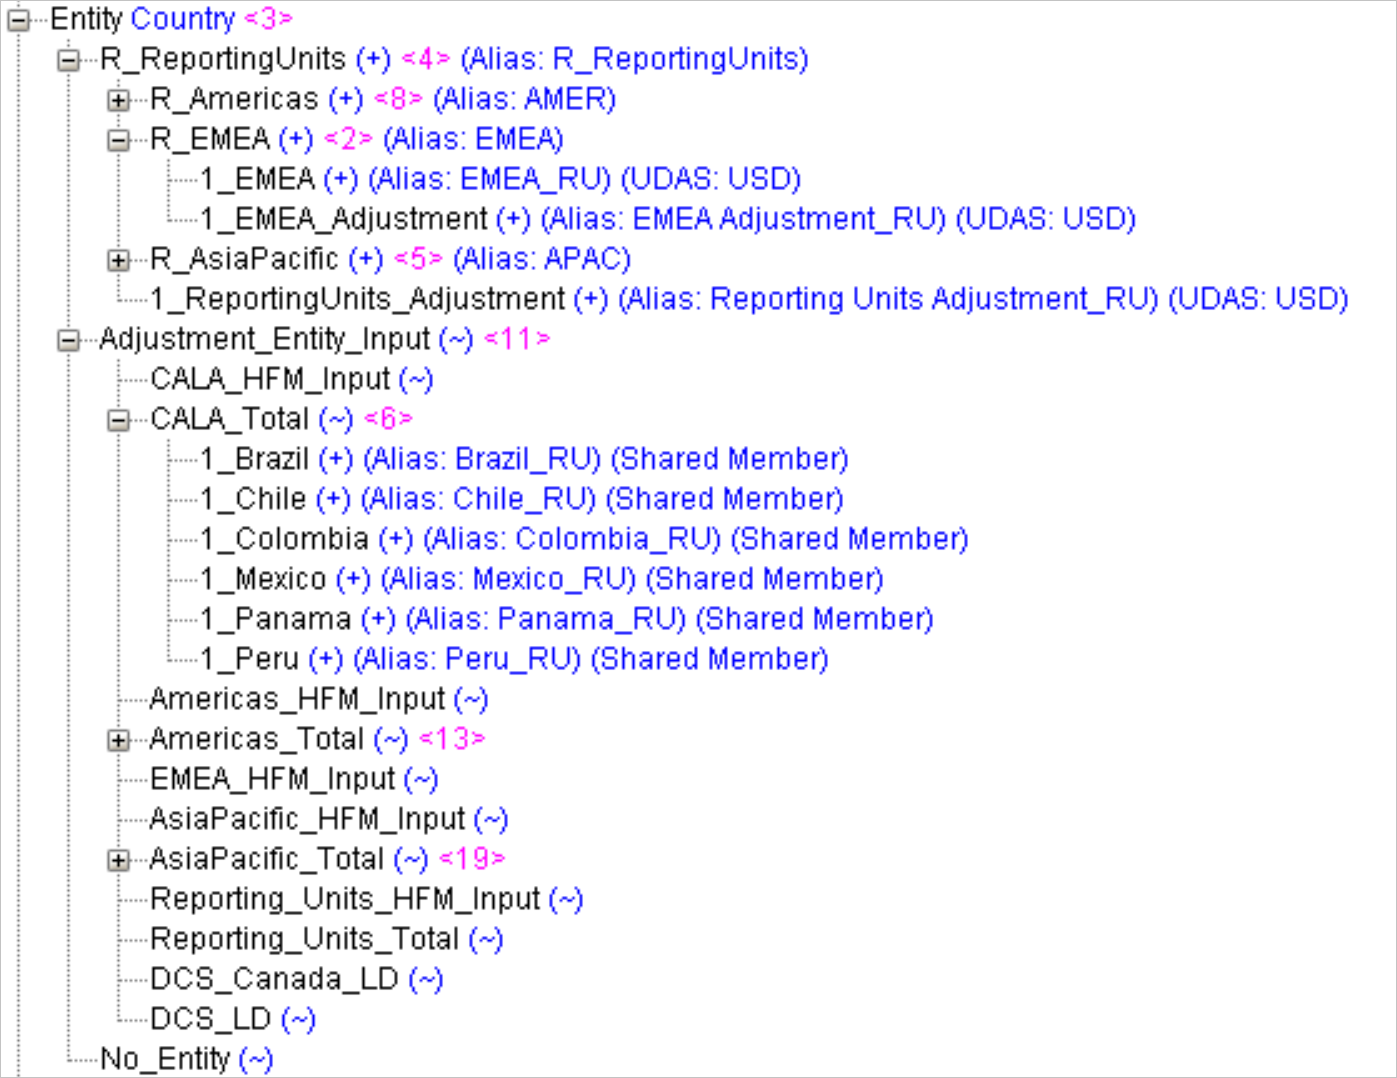 Entity Country <3>
R_ReportingUnits (+) <4> (Alias: R_ReportingUnits)
R_Americas (+) <8> (Alias: AMER)
R_EMEA (+) <2> (Alias: EMEA)
1_EMEA (+) (Alias: EMEA_RU) (UDAS: USD)
1_EMEA_Adjustment (+) (Alias: EMEA Adjustment_RU) (UDAS: USD)
R_AsiaPacific (+) <5> (Alias: APAC)
1_ReportingUnits_Adjustment (+) (Alias: Reporting Units Adjustment_RU) (UDAS: USD)
Adjustment_Entity_Input (~) <11>
CALA_HFM_Input (~)
CALA_Total (~) <6>
1_Brazil (+) (Alias: Brazil_RU) (Shared Member)
1_Chile (+) (Alias: Chile_RU) (Shared Member)
1_Colombia (+) (Alias: Colombia_RU) (Shared Member)
1_Mexico (+) (Alias: Mexico_RU) (Shared Member)
1_Panama (+) (Alias: Panama_RU) (Shared Member)
1_Peru (+) (Alias: Peru_RU) (Shared Member)
Americas_HFM_Input (~)
Americas_Total (~) <13>
EMEA_HFM_Input (~)
AsiaPacific_HFM_Input (~)
AsiaPacific_Total (~) <19>
Reporting_Units_HFM_Input (~)
Reporting_Units_Total (~)
DCS_Canada_LD (~)
DCS_LD (~)
No_Entity (~)